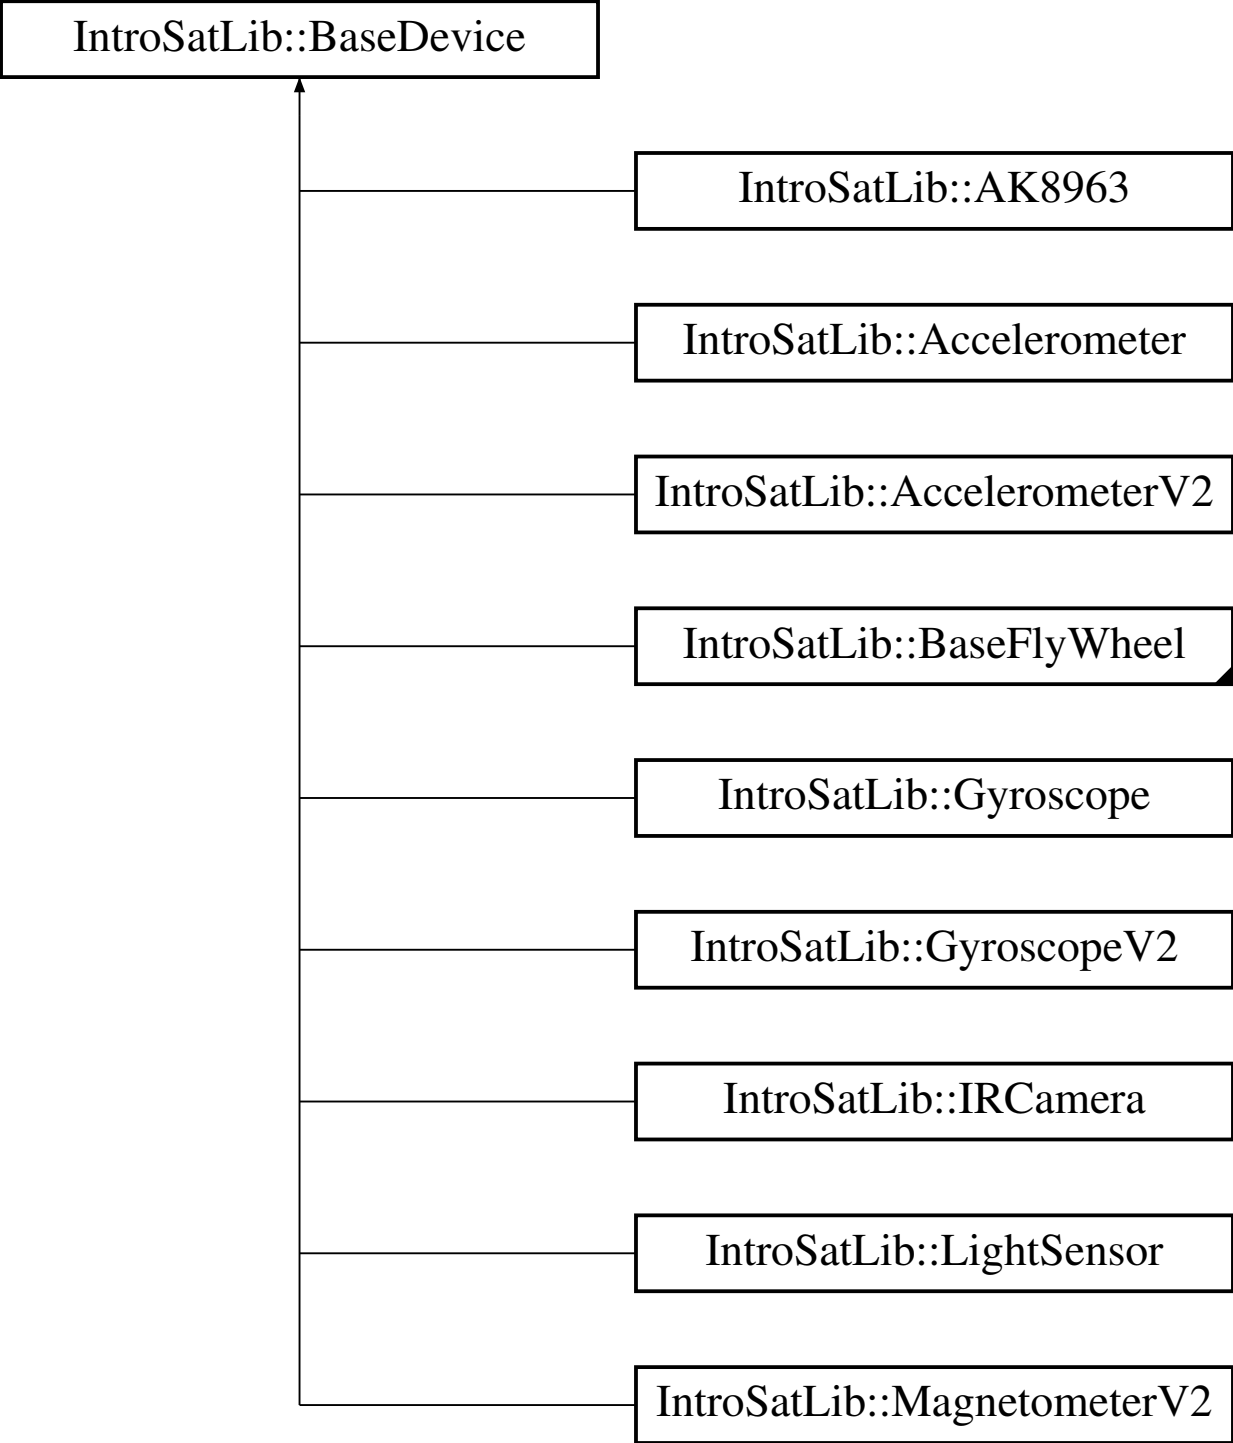 IntroSatLib::BaseDevice
IntroSatLib::AK8963
IntroSatLib::Accelerometer
IntroSatLib::AccelerometerV2
IntroSatLib::BaseFlyWheel
IntroSatLib::Gyroscope
IntroSatLib::GyroscopeV2
IntroSatLib::IRCamera
IntroSatLib::LightSensor
IntroSatLib::MagnetometerV2